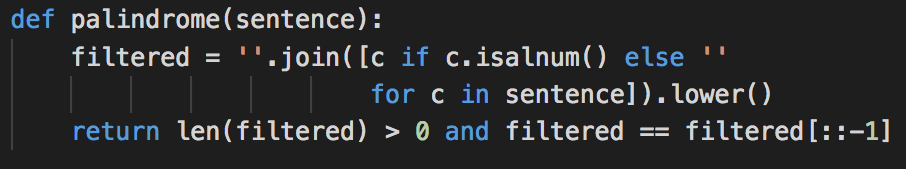 def palindrome(sentence):
    filtered = ''.join([c if c.isalnum() else ''
                        for c in sentence]).lower()
    return len(filtered) > 0 and filtered == filtered[::-1]